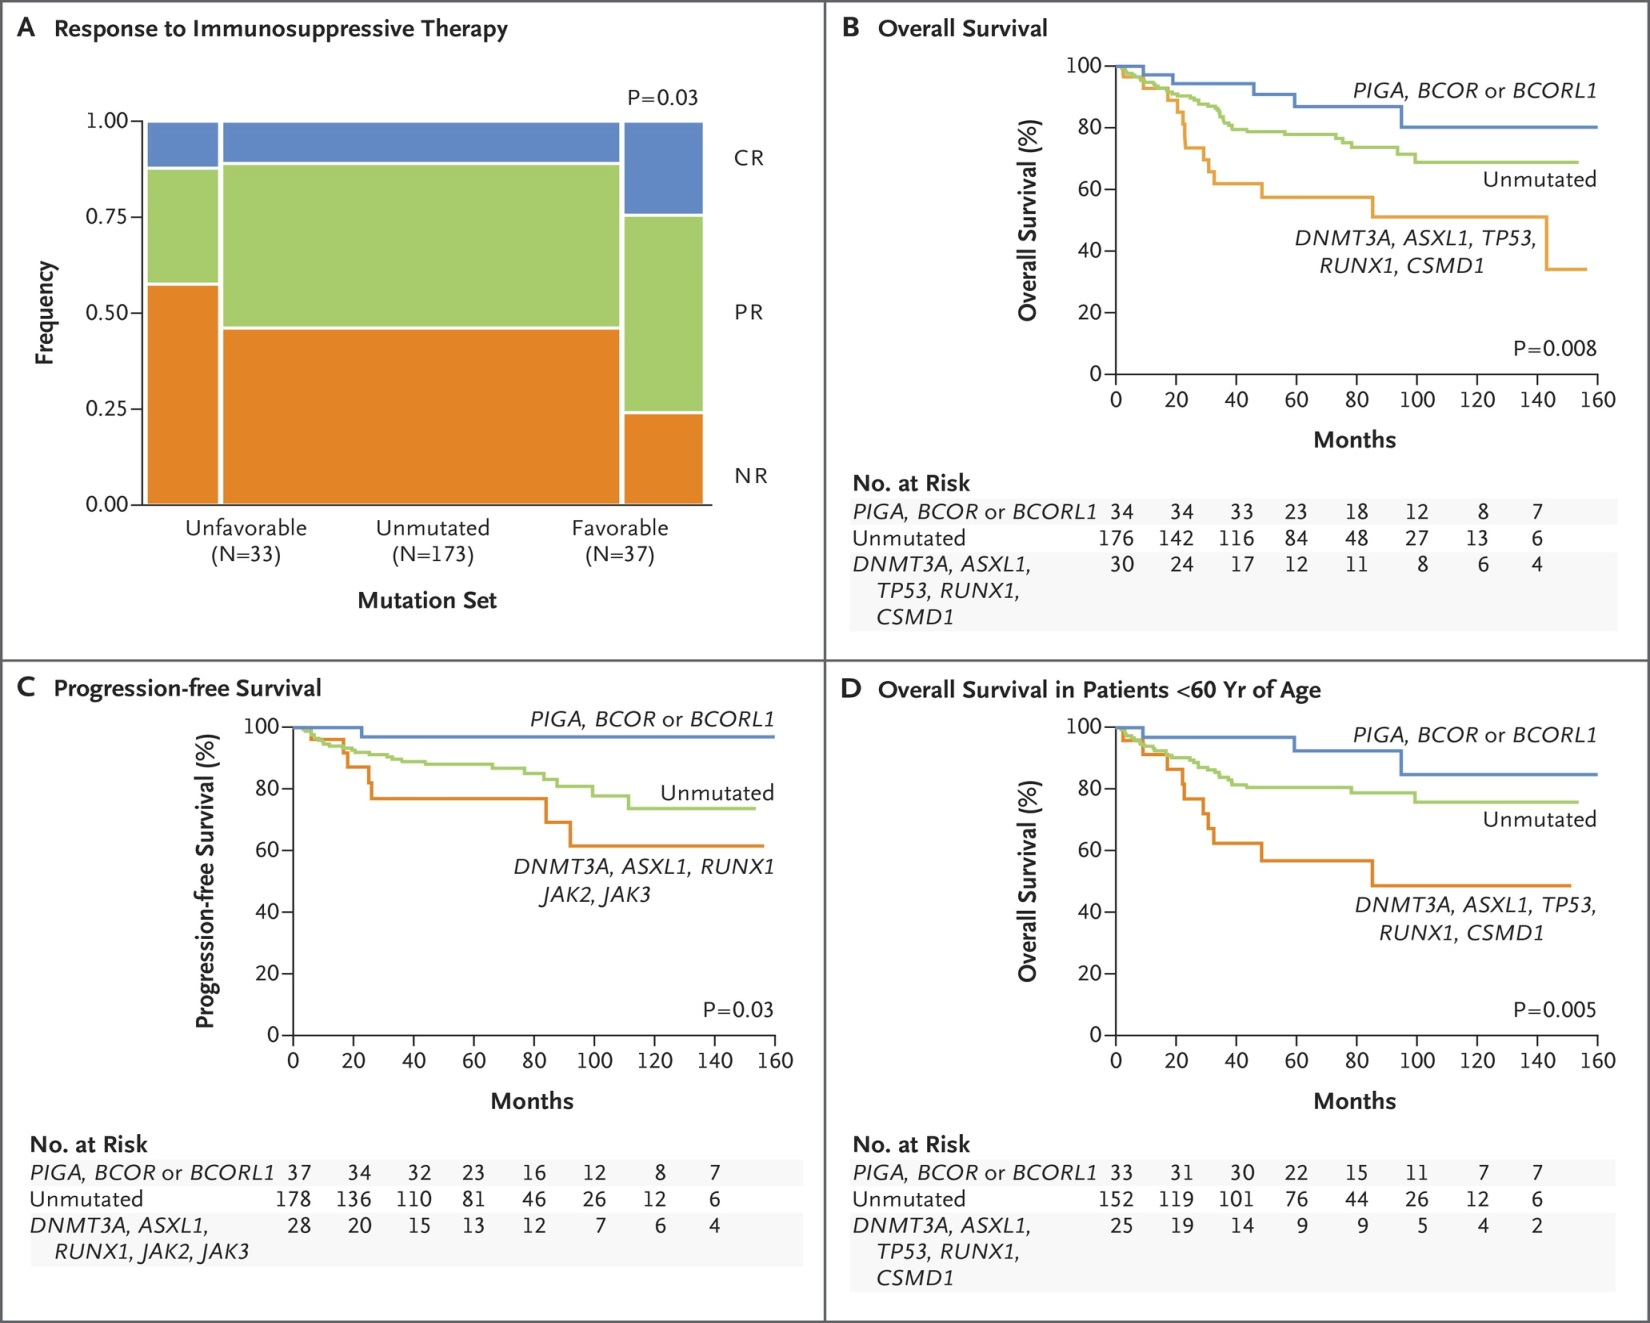 A Response to Immunosuppressive Therapy
P=0.03
1.00
0.75
0.50
0.25
0.00
Frequency
CR
PR
NR
Unfavorable
(N=33)
Unmutated
(N=173)
Favorable
(N=37)
Mutation Set
B Overall Survival
100
80
60
40
20
0
Overall Survival (%)
PIGA, BCOR or BCORL1
Unmutated
DNMT3A, ASXL1, TP53,
RUNX1, CSMD1
P=0.008
0 20 40 60 80 100 120 140 160
Months
No. at Risk
PIGA, BCOR or BCORL1 34 34 33 23 18 12 8 7
Unmutated 176 142 116 84 48 27 13 6
DNMT3A, ASXL1, 30 24 17 12 11 8 6 4
TP53, RUNX1,
CSMD1
C Progression-free Survival
100
80
60
40
20
0
Progression-free Survival (%)
PIGA, BCOR or BCORL1
Unmutated
DNMT3A, ASXL1, RUNX1
JAK2, JAK3
P=0.03
0 20 40 60 80 100 120 140 160
Months
No. at Risk
PIGA, BCOR or BCORL1 37 34 32 23 16 12 8 7
Unmutated 178 136 110 81 46 26 12 6
DNMT3A, ASXL1, 28 20 15 13 12 7 6 4
RUNX1, JAK2, JAK3
D Overall Survival in Patients <60 Yr of Age
100
80
60
40
20
0
Overall Survival (%)
PIGA, BCOR or BCORL1
Unmutated
DNMT3A, ASXL1, TP53,
RUNX1, CSMD1
P=0.005
0 20 40 60 80 100 120 140 160
Months
No. at Risk
PIGA, BCOR or BCORL1 33 31 30 22 15 11 7 7
Unmutated 152 119 101 76 44 26 12 6
DNMT3A, ASXL1, 25 19 14 9 9 5 4 2
TP53, RUNX1,
CSMD1